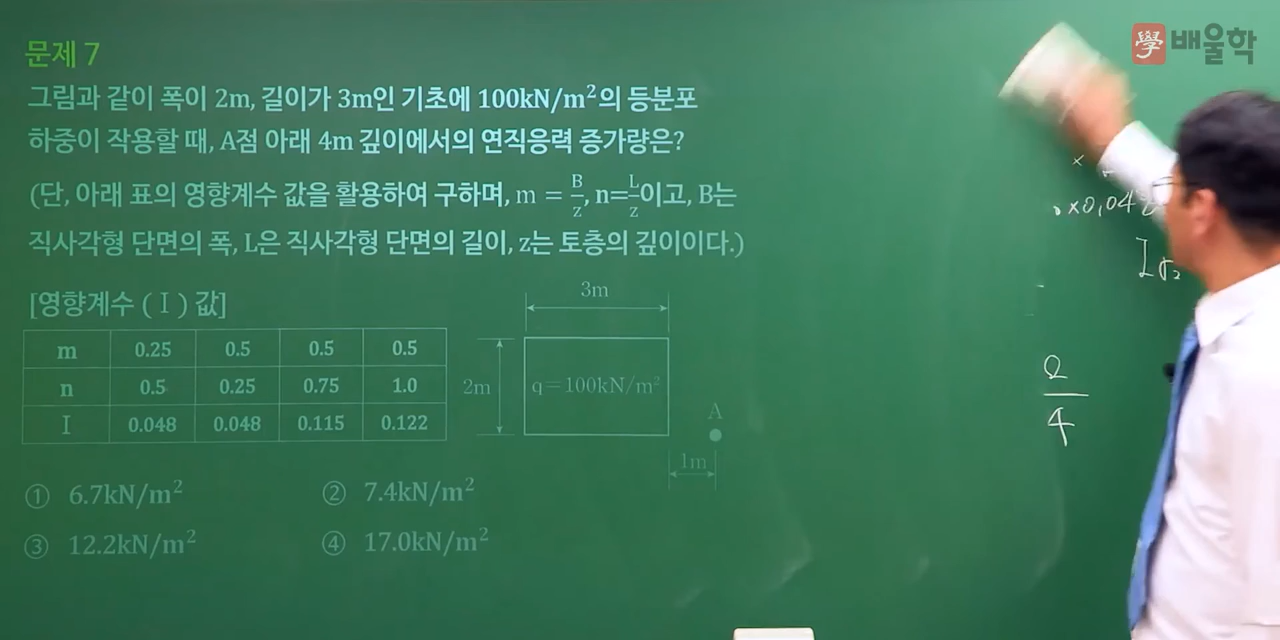 學 배울학
문제 7
그림과 같이 폭이 2m, 길이가 3m인 기초에 100kN/m²의 등분포
하중이 작용할 때, A점 아래 4m 깊이에서의 연직응력 증가량은?
(단, 아래 표의 영향계수 값을 활용하여 구하며, m = B/z, n=L/z이고, B는
직사각형 단면의 폭, L은 직사각형 단면의 길이, z는 토층의 깊이이다.)
[영향계수 (I) 값]
m 0.25 0.5 0.5 0.5
n 0.5 0.25 0.75 1.0
I 0.048 0.048 0.115 0.122
3m
2m
q=100kN/m²
A
1m
① 6.7kN/m²
② 7.4kN/m²
③ 12.2kN/m²
④ 17.0kN/m²
×0,04
2
4